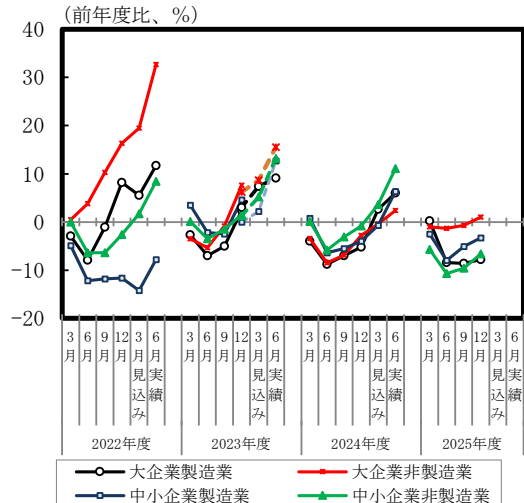 (前年度比、%)
40
30
20
10
0
−10
−20
3月 6月 9月 12月 3月見込み 6月実績 3月 6月 9月 12月 3月見込み 6月実績 3月 6月 9月 12月 3月見込み 6月実績 3月 6月 9月 12月 3月見込み 6月実績
2022年度 2023年度 2024年度 2025年度
大企業製造業 大企業非製造業
中小企業製造業 中小企業非製造業